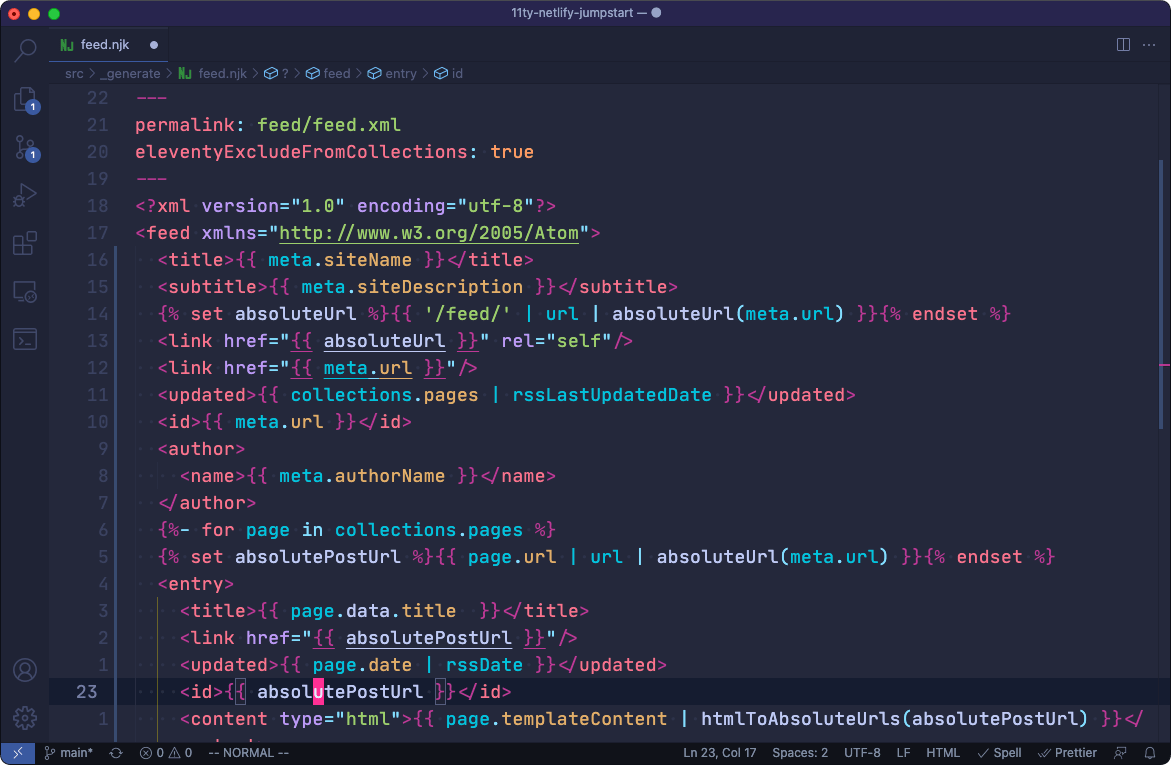 11ty-netlify-jumpstart — ●
feed.njk ●
src > _generate > feed.njk > ? > feed > entry > id
22 ---
21 permalink: feed/feed.xml
20 eleventyExcludeFromCollections: true
19 ---
18 <?xml version="1.0" encoding="utf-8"?>
17 <feed xmlns="http://www.w3.org/2005/Atom">
16 <title>{{ meta.siteName }}</title>
15 <subtitle>{{ meta.siteDescription }}</subtitle>
14 {% set absoluteUrl %}{{ '/feed/' | url | absoluteUrl(meta.url) }}{% endset %}
13 <link href="{{ absoluteUrl }}" rel="self"/>
12 <link href="{{ meta.url }}"/>
11 <updated>{{ collections.pages | rssLastUpdatedDate }}</updated>
10 <id>{{ meta.url }}</id>
9 <author>
8 <name>{{ meta.authorName }}</name>
7 </author>
6 {%- for page in collections.pages %}
5 {% set absolutePostUrl %}{{ page.url | url | absoluteUrl(meta.url) }}{% endset %}
4 <entry>
3 <title>{{ page.data.title  }}</title>
2 <link href="{{ absolutePostUrl }}"/>
1 <updated>{{ page.date | rssDate }}</updated>
23 <id>{{ absolutePostUrl }}</id>
1 <content type="html">{{ page.templateContent | htmlToAbsoluteUrls(absolutePostUrl) }}</
1
1
main* 0 0 -- NORMAL -- Ln 23, Col 17 Spaces: 2 UTF-8 LF HTML Spell Prettier